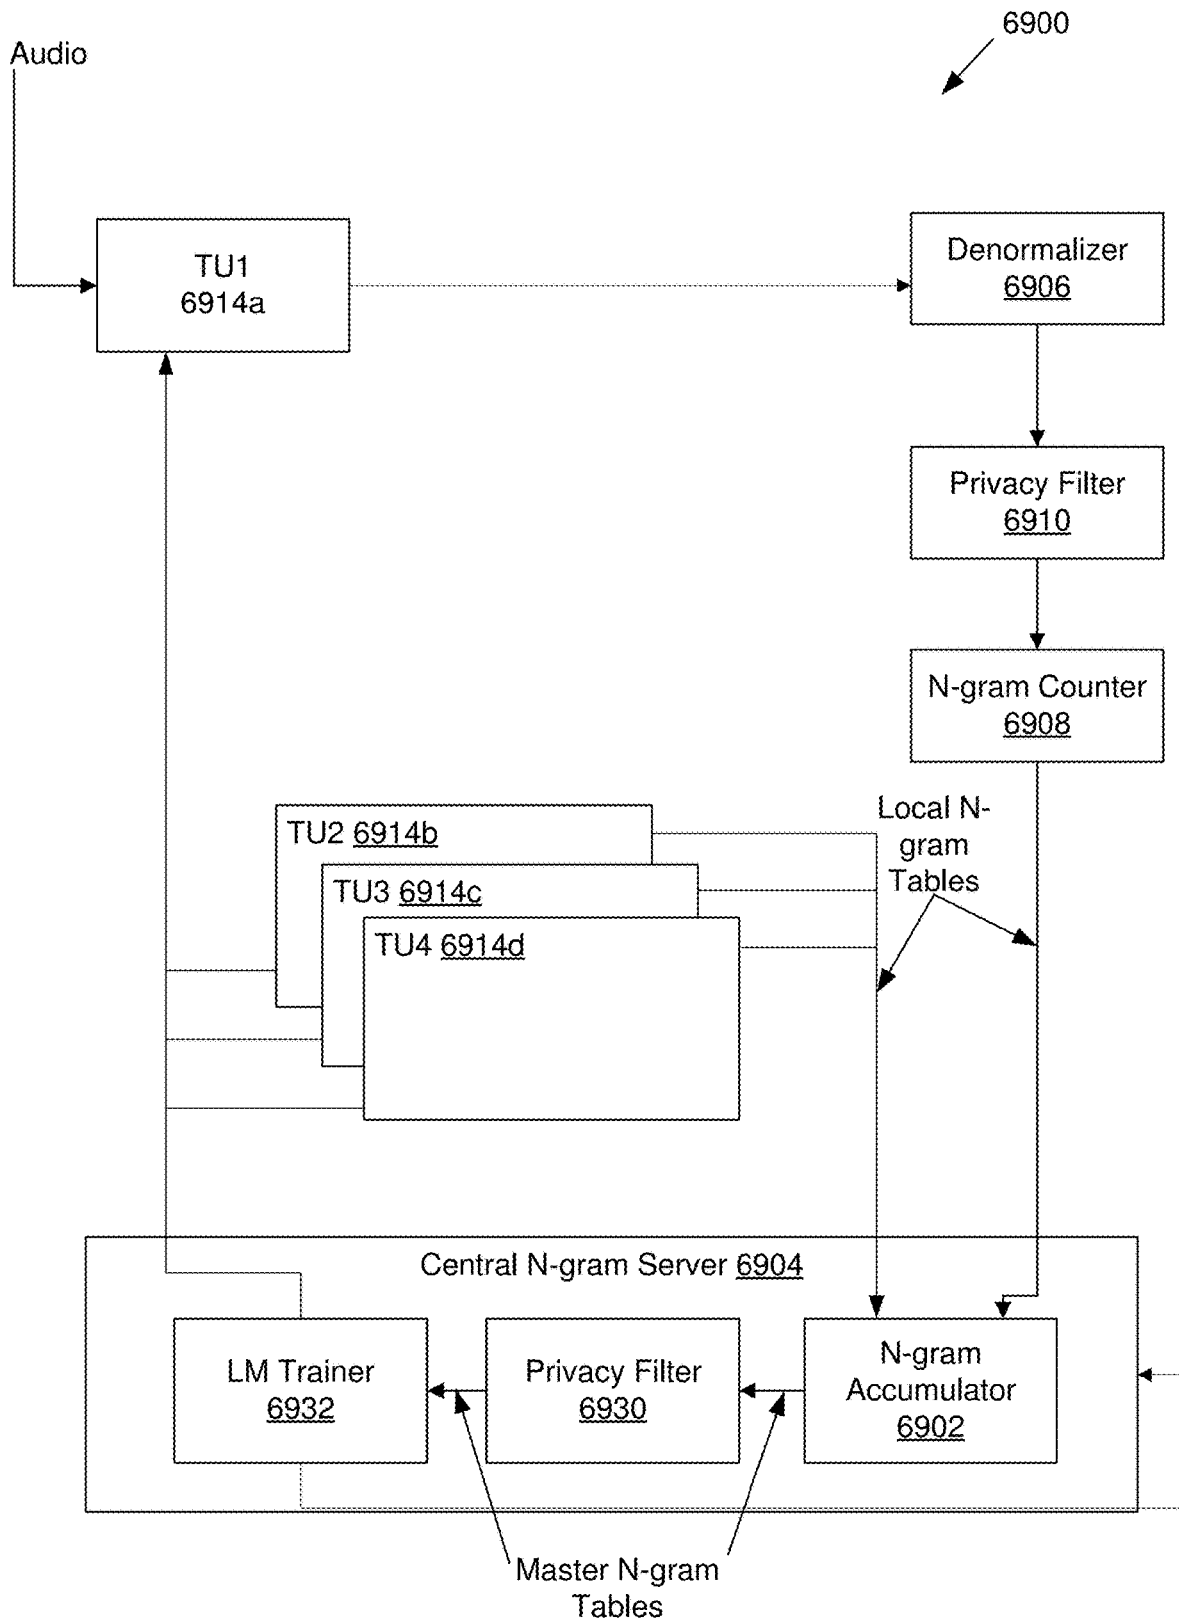 6900
Audio
TU1
6914a
Denormalizer
6906
Privacy Filter
6910
N-gram Counter
6908
Local N-
gram
Tables
TU2 6914b
TU3 6914c
TU4 6914d
Central N-gram Server 6904
LM Trainer
6932
Privacy Filter
6930
N-gram
Accumulator
6902
Master N-gram
Tables